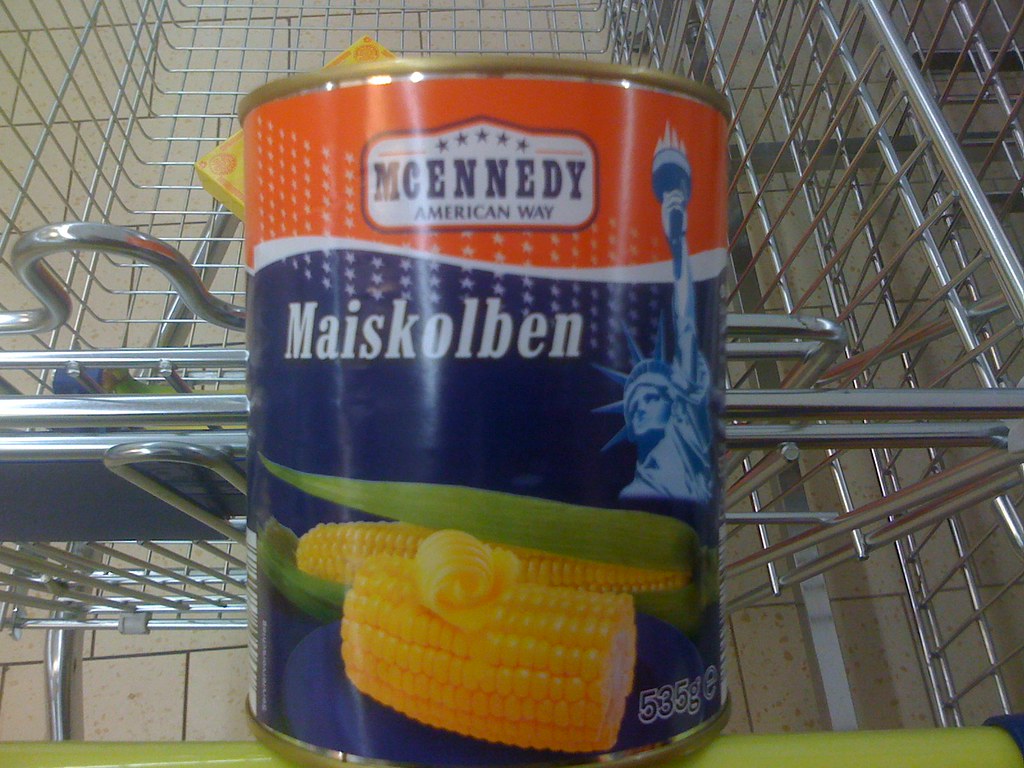 MCENNEDY
AMERICAN WAY
Maiskolben
535g e